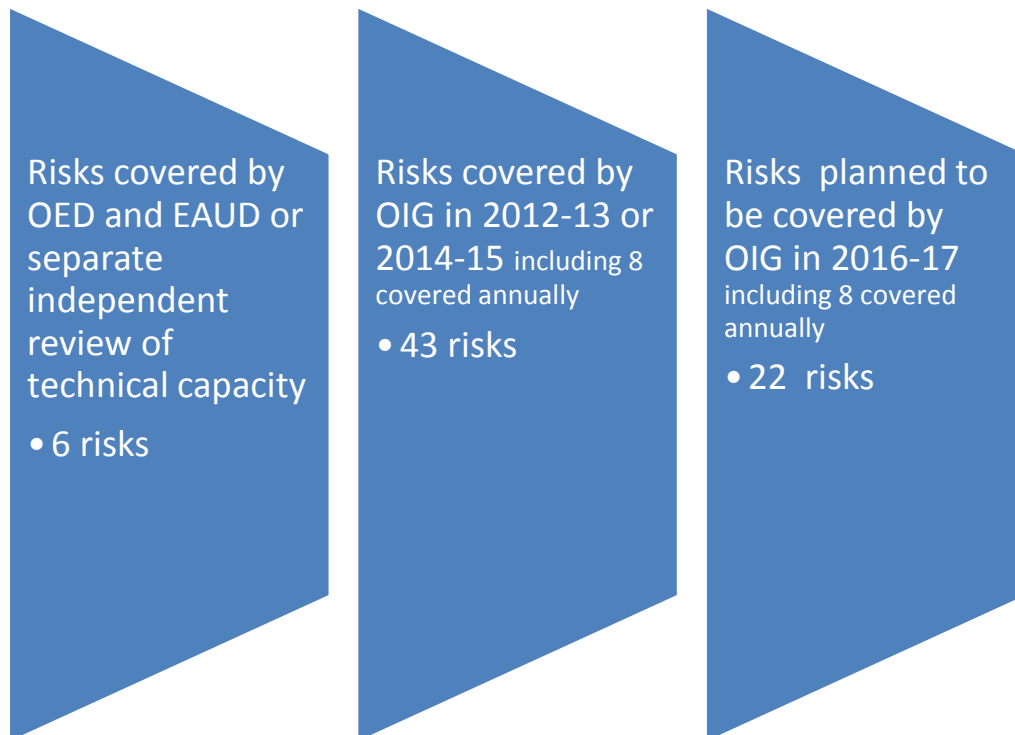 Risks covered by
OED and EAUD or
separate
independent
review of
technical capacity
• 6 risks
Risks covered by
OIG in 2012-13 or
2014-15 including 8
covered annually
• 43 risks
Risks planned to
be covered by
OIG in 2016-17
including 8 covered
annually
• 22 risks